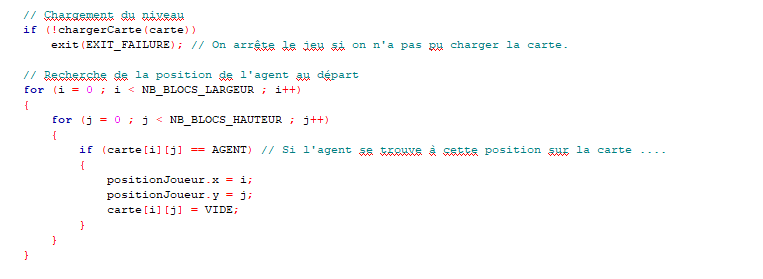 // Chargement du niveau
if (!chargerCarte(carte))
    exit(EXIT_FAILURE); // On arrête le jeu si on n'a pas pu charger la carte.

// Recherche de la position de l'agent au départ
for (i = 0 ; i < NB_BLOCS_LARGEUR ; i++)
{
    for (j = 0 ; j < NB_BLOCS_HAUTEUR ; j++)
    {
        if (carte[i][j] == AGENT) // Si l'agent se trouve à cette position sur la carte ....
        {
            positionJoueur.x = i;
            positionJoueur.y = j;
            carte[i][j] = VIDE;
        }
    }
}